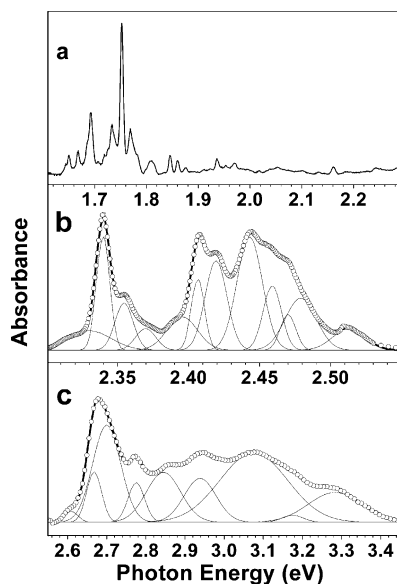 a
1.7 1.8 1.9 2.0 2.1 2.2
b
Absorbance
2.35 2.40 2.45 2.50
c
2.6 2.7 2.8 2.9 3.0 3.1 3.2 3.3 3.4
Photon Energy (eV)